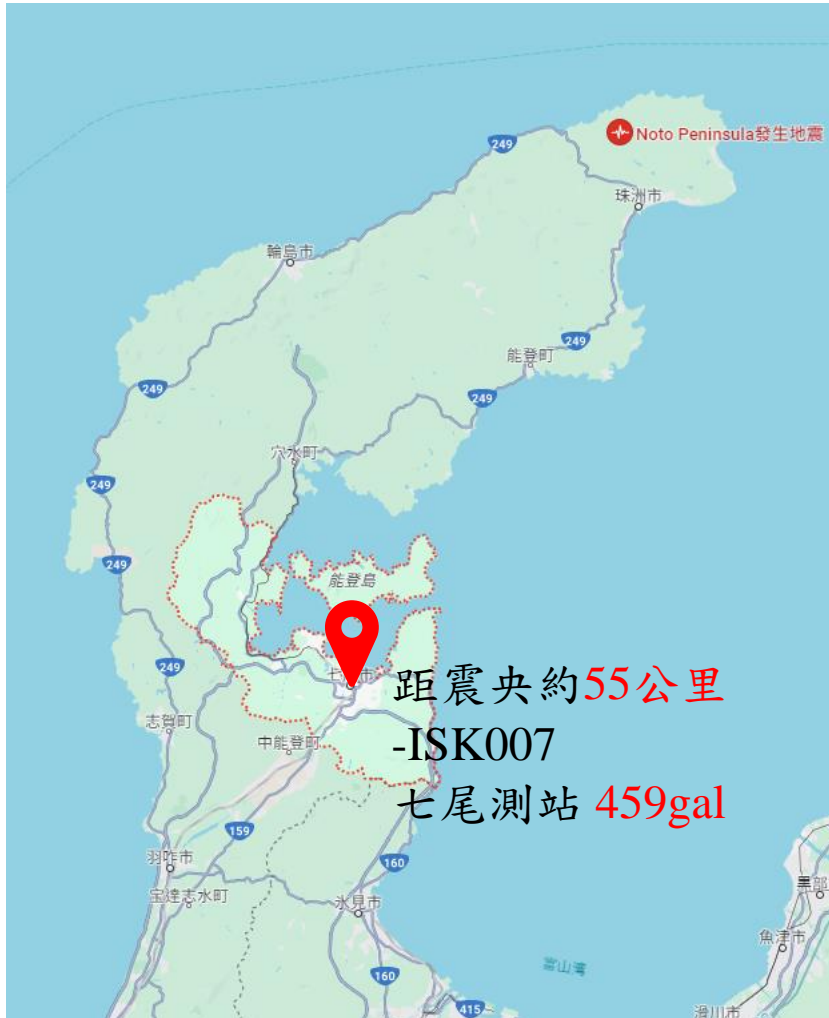 Noto Peninsula發生地震
249
珠洲市
輪島市
249
能登町
249
249
穴水町
249
249
能登島
249
距震央約55公里
-ISK007
七尾測站 459gal
志賀町
中能登町
159
羽咋市
160
宝達志水町
氷見市
黒部
魚津市
富山湾
160
415
滑川市